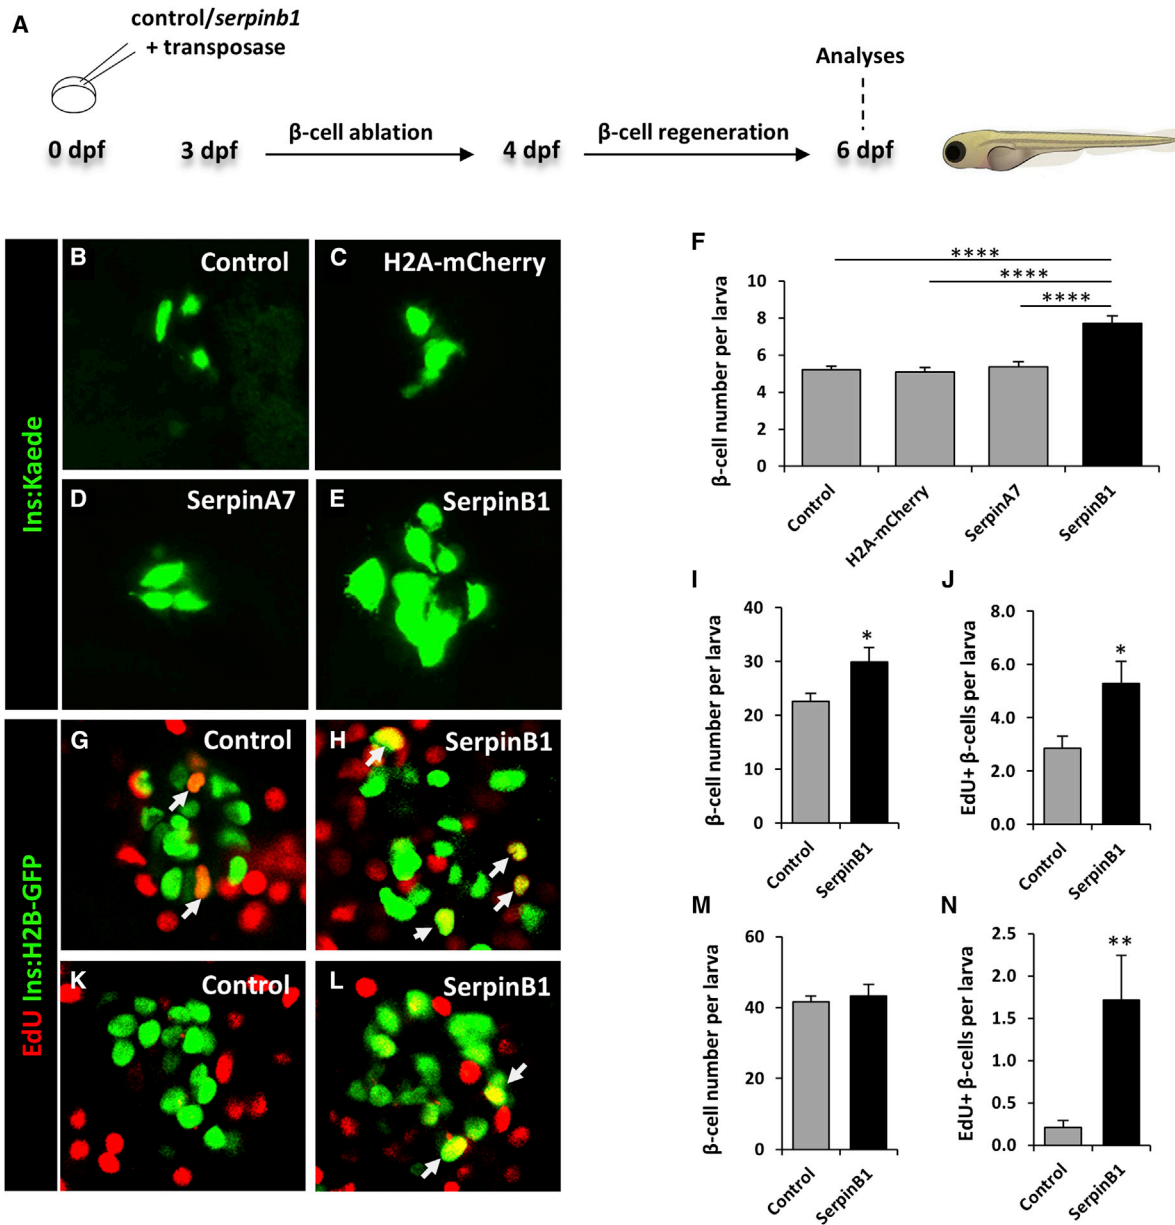 A
control/serpinb1
+ transposase
0 dpf
3 dpf
β-cell ablation
4 dpf
β-cell regeneration
Analyses
6 dpf
Ins:Kaede
B
Control
C
H2A-mCherry
D
SerpinA7
E
SerpinB1
F
β-cell number per larva
10
8
6
4
2
0
****
****
****
Control
H2A-mCherry
SerpinA7
SerpinB1
EdU Ins:H2B-GFP
G
Control
H
SerpinB1
I
β-cell number per larva
40
30
20
10
0
*
Control
SerpinB1
J
EdU+ β-cells per larva
8.0
6.0
4.0
2.0
0.0
*
Control
SerpinB1
K
Control
L
SerpinB1
M
β-cell number per larva
60
40
20
0
Control
SerpinB1
N
EdU+ β-cells per larva
2.5
2.0
1.5
1.0
0.5
0.0
**
Control
SerpinB1